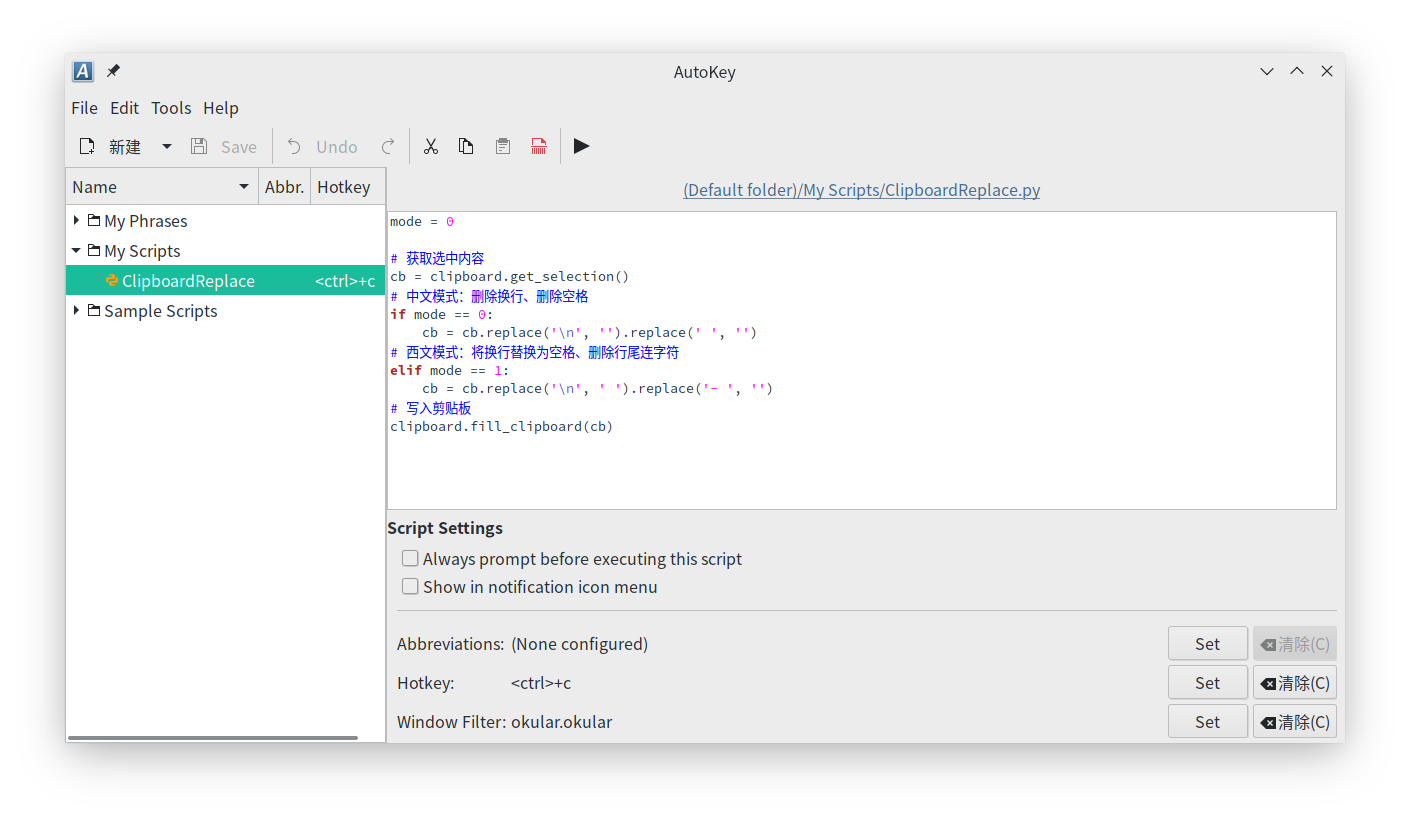 AutoKey
File Edit Tools Help
新建 Save Undo
Name Abbr. Hotkey
My Phrases
My Scripts
ClipboardReplace <ctrl>+c
Sample Scripts
(Default folder)/My Scripts/ClipboardReplace.py
mode = 0
# 获取选中内容
cb = clipboard.get_selection()
# 中文模式：删除换行、删除空格
if mode == 0:
    cb = cb.replace('\n', '').replace(' ', '')
# 西文模式：将换行替换为空格、删除行尾连字符
elif mode == 1:
    cb = cb.replace('\n', ' ').replace('- ', '')
# 写入剪贴板
clipboard.fill_clipboard(cb)
Script Settings
Always prompt before executing this script
Show in notification icon menu
Abbreviations: (None configured) Set 清除(C)
Hotkey: <ctrl>+c Set 清除(C)
Window Filter: okular.okular Set 清除(C)